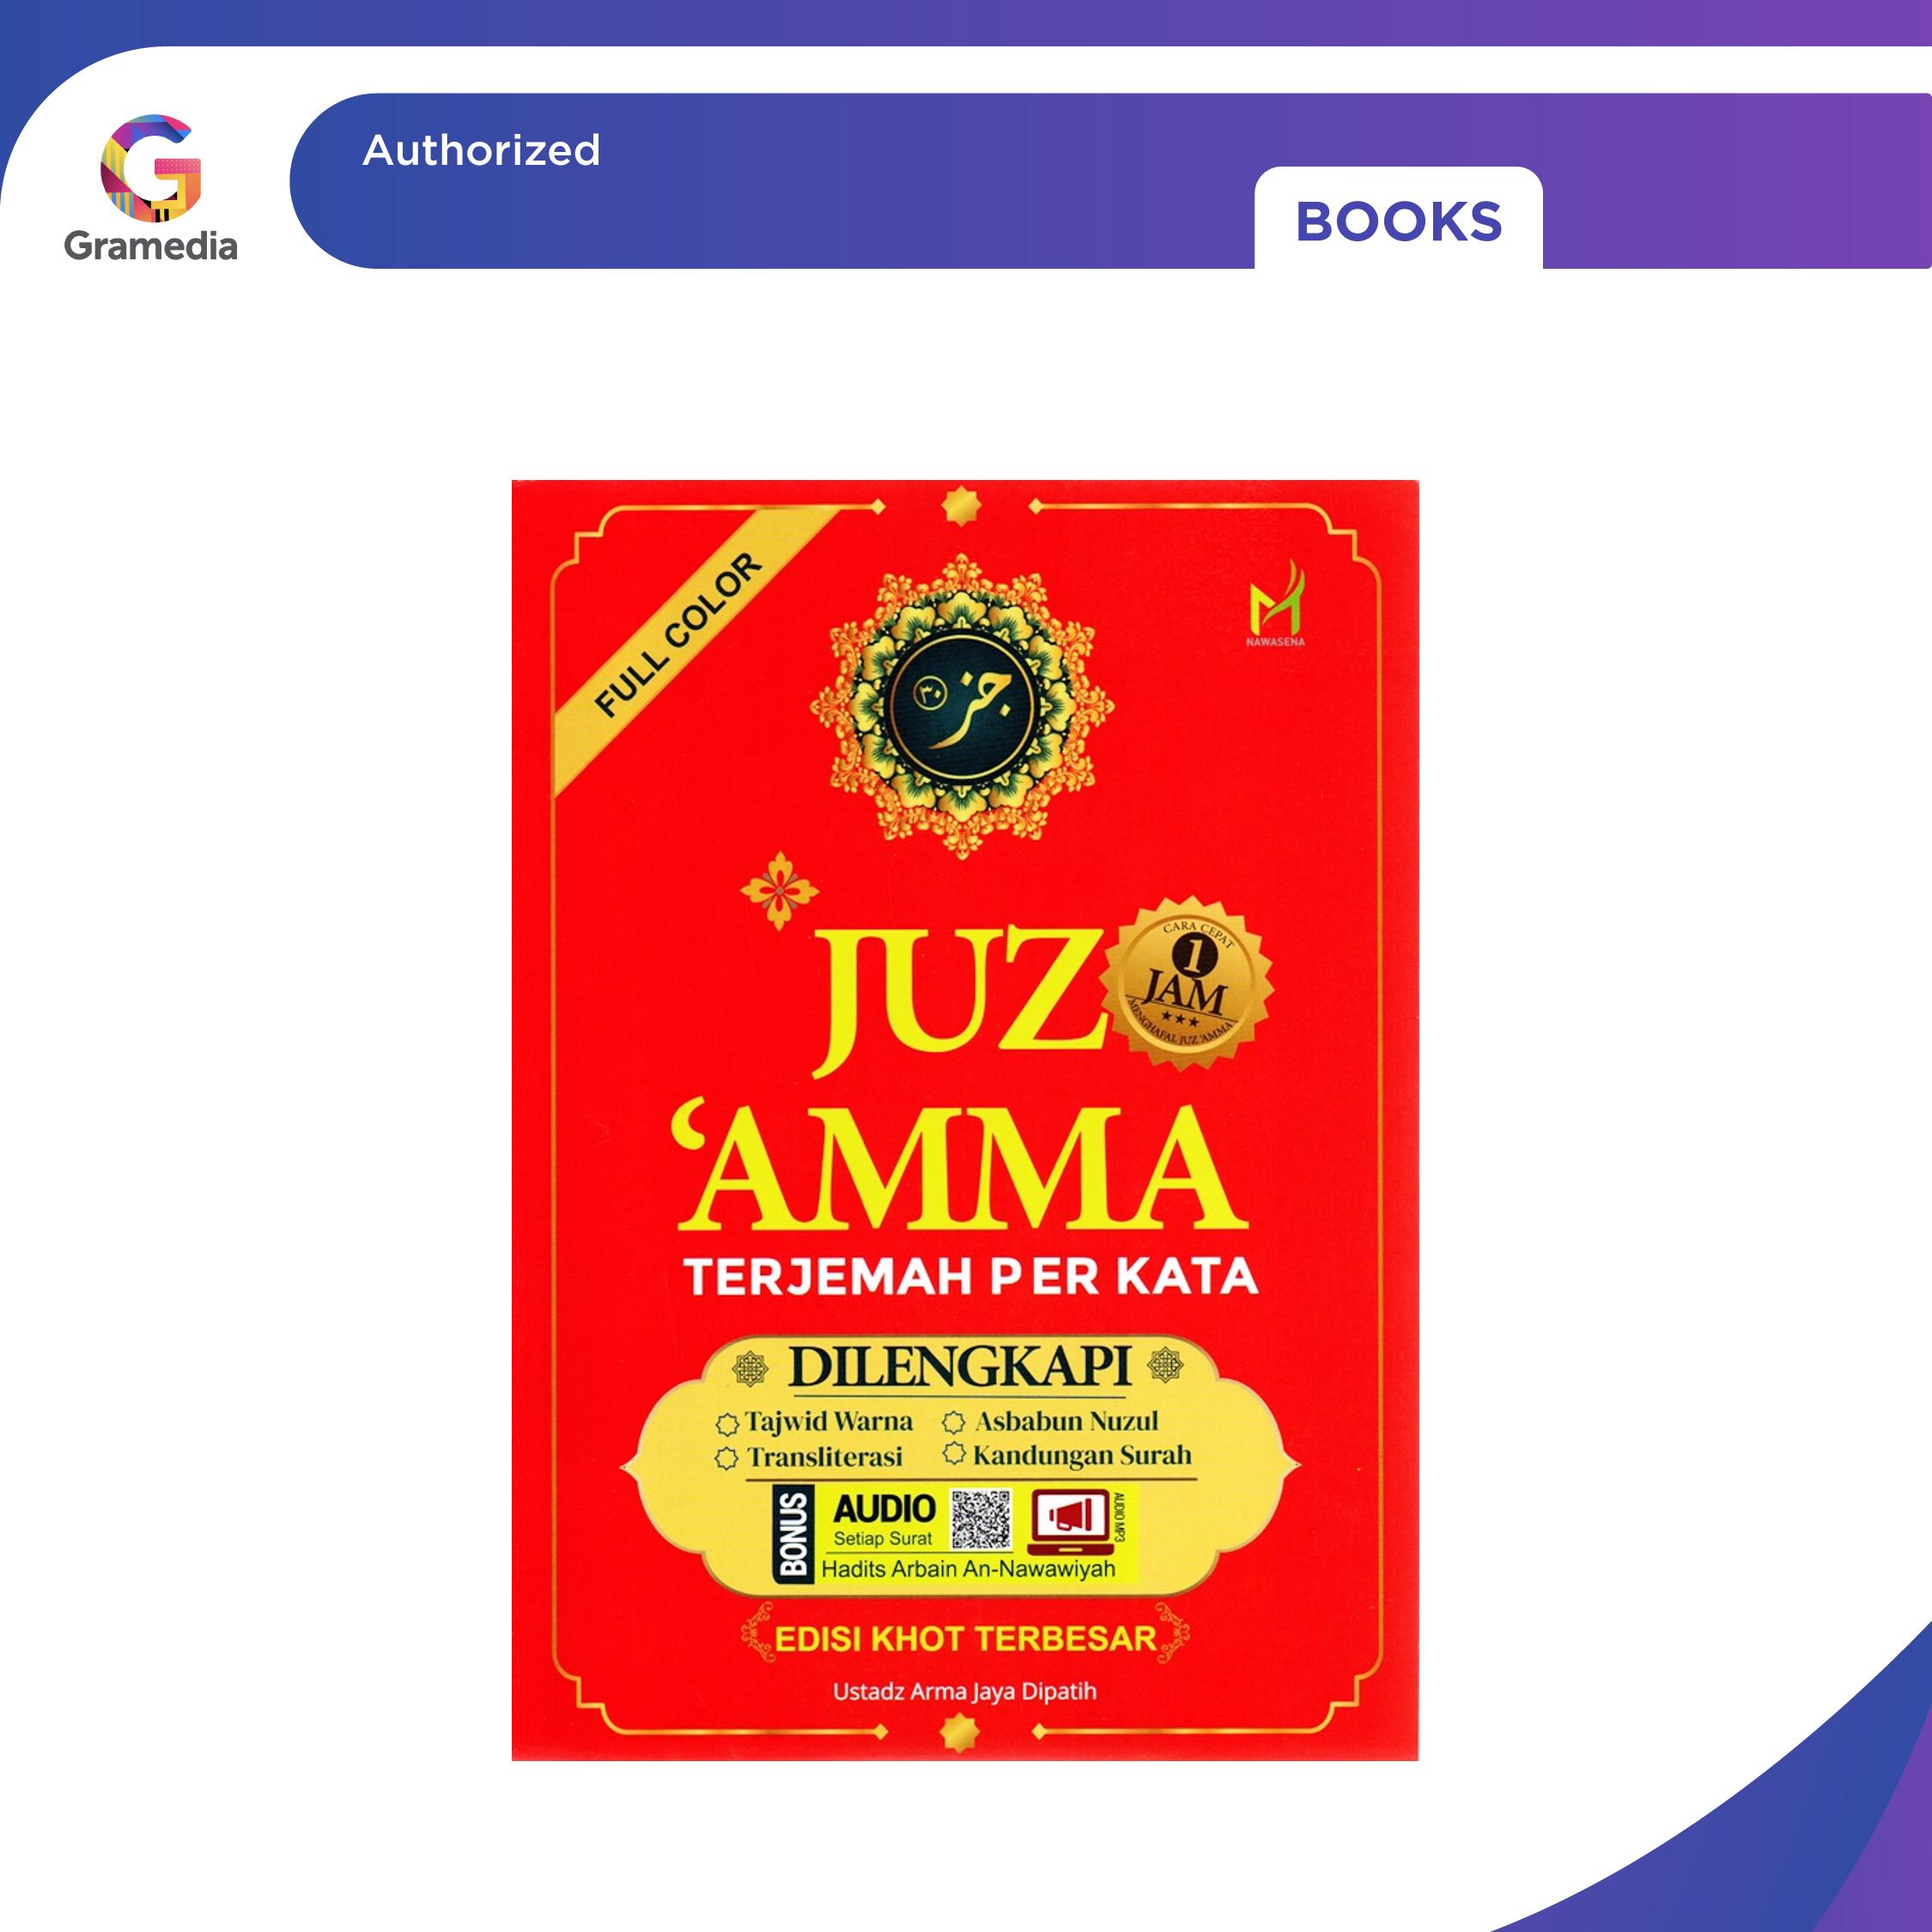 Gramedia
Authorized
BOOKS
FULL COLOR
NAWASENA
جزء ٣٠
JUZ
CARA CEPAT
1
JAM
MENGHAFAL JUZ 'AMMA
‘AMMA
TERJEMAH PER KATA
DILENGKAPI
Tajwid Warna
Asbabun Nuzul
Transliterasi
Kandungan Surah
BONUS
AUDIO
Setiap Surat
AUDIO MP3
Hadits Arbain An-Nawawiyah
EDISI KHOT TERBESAR
Ustadz Arma Jaya Dipatih